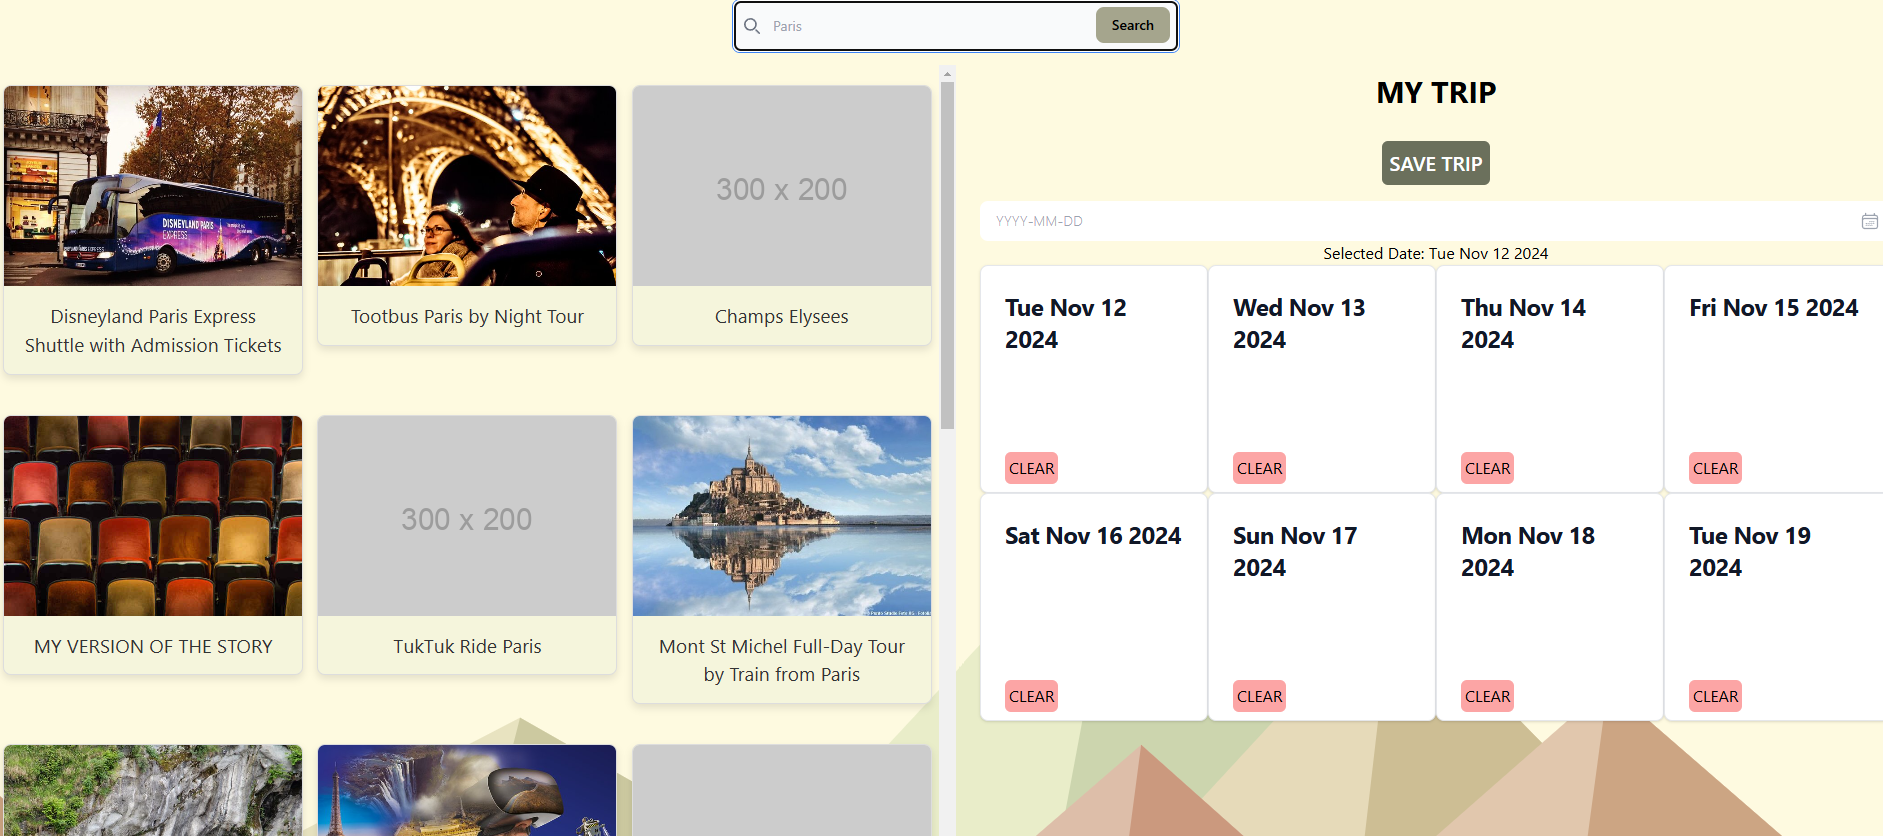 Paris
Search
DISNEYLAND PARIS
EXPRESS
300 x 200
Disneyland Paris Express
Shuttle with Admission Tickets
Tootbus Paris by Night Tour
Champs Elysees
300 x 200
MY VERSION OF THE STORY
TukTuk Ride Paris
Mont St Michel Full-Day Tour
by Train from Paris
MY TRIP
SAVE TRIP
YYYY-MM-DD
Selected Date: Tue Nov 12 2024
Tue Nov 12
2024
CLEAR
Wed Nov 13
2024
CLEAR
Thu Nov 14
2024
CLEAR
Fri Nov 15 2024
CLEAR
Sat Nov 16 2024
CLEAR
Sun Nov 17
2024
CLEAR
Mon Nov 18
2024
CLEAR
Tue Nov 19
2024
CLEAR